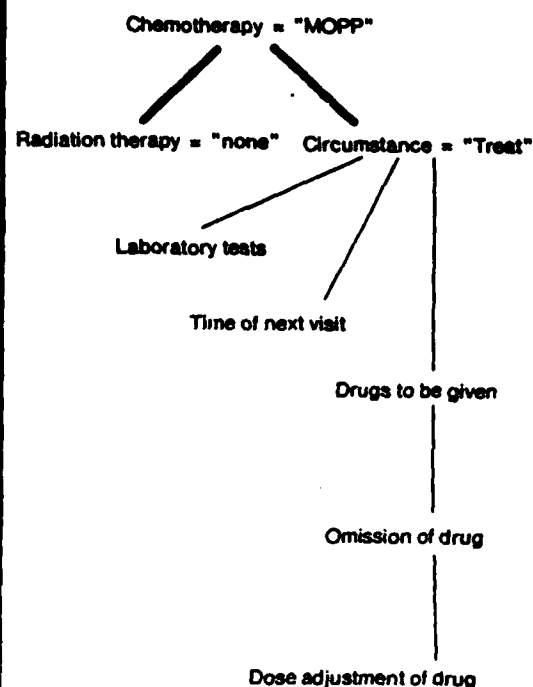 Chemotherapy = "MOPP"
Radiation therapy = "none" Circumstance = "Treat"
Laboratory tests
Time of next visit
Drugs to be given
Omission of drug
Dose adjustment of drug